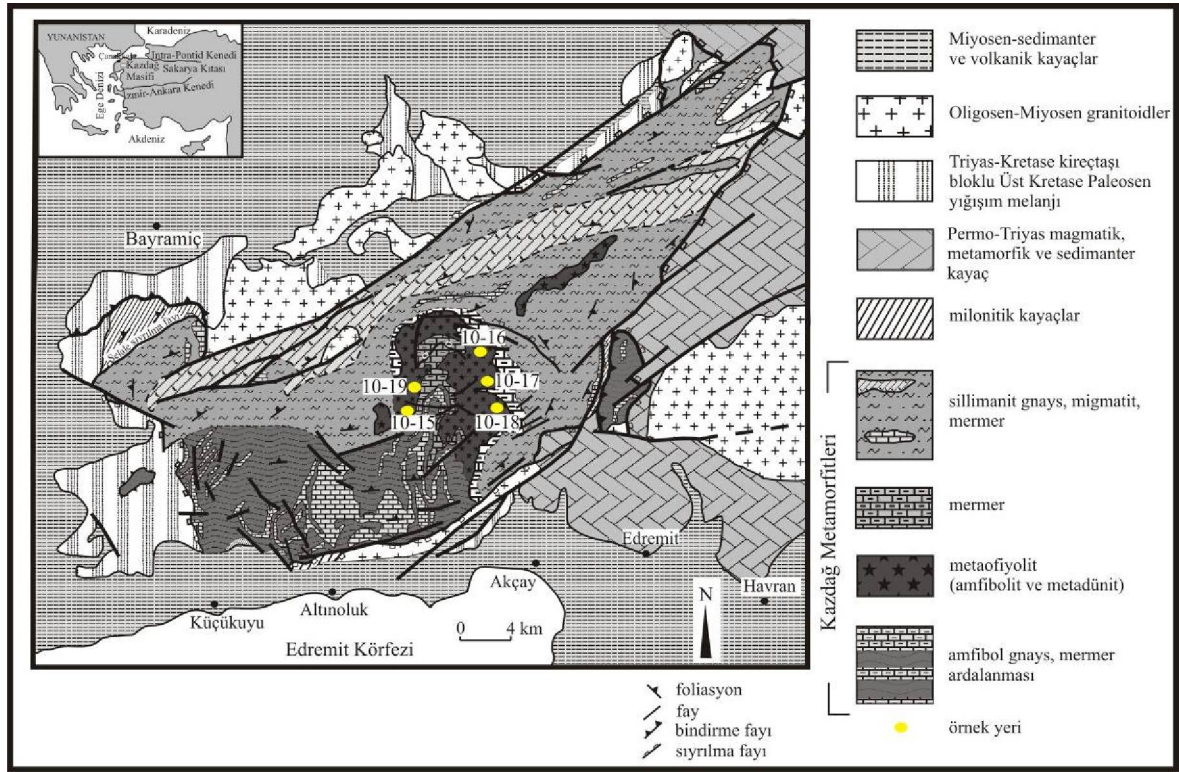 YUNANİSTAN
Karadeniz
İntra-Pontid Kenedi
Kazdağ
Masifi
Sakarya Kıtası
İzmir-Ankara Kenedi
Ege Denizi
Akdeniz
Bayramiç
10-16
10-19
10-17
10-15
10-18
Edremit
Akçay
Havran
Altınoluk
Küçükuyu
N
0 4 km
Edremit Körfezi
foliasyon
fay
bindirme fayı
sıyrılma fayı
Miyosen-sedimanter
ve volkanik kayaçlar
Oligosen-Miyosen granitoidler
Triyas-Kretase kireçtaşı
bloklu Üst Kretase Paleosen
yığışım melanjı
Permo-Triyas magmatik,
metamorfik ve sedimanter
kayaç
milonitik kayaçlar
Kazdağ Metamorfitleri
sillimanit gnays, migmatit,
mermer
mermer
metaofiyolit
(amfibolit ve metadünit)
amfibol gnays, mermer
ardalanması
örnek yeri